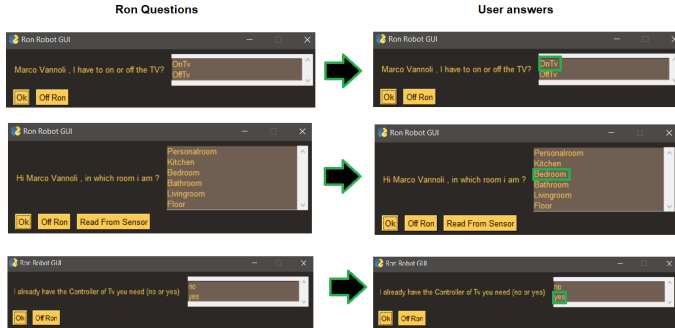 Ron Questions
User answers
Ron Robot GUI
Marco Vannoli , I have to on or off the TV?
OnTv
OffTv
Ok
Off Ron
Ron Robot GUI
Marco Vannoli , I have to on or off the TV?
OnTv
OffTv
Ok
Off Ron
Ron Robot GUI
Hi Marco Vannoli , in which room i am ?
Personalroom
Kitchen
Bedroom
Bathroom
Livingroom
Floor
Ok
Off Ron
Read From Sensor
Ron Robot GUI
Hi Marco Vannoli , in which room i am ?
Personalroom
Kitchen
Bedroom
Bathroom
Livingroom
Floor
Ok
Off Ron
Read From Sensor
Ron Robot GUI
I already have the Controller of Tv you need (no or yes)
no
yes
Ok
Off Ron
Ron Robot GUI
I already have the Controller of Tv you need (no or yes)
no
yes
Ok
Off Ron